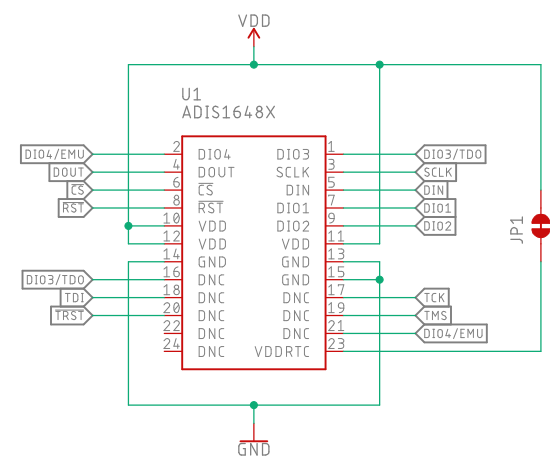 VDD
U1
ADIS1648X
DIO4/EMU 2 DIO4 DIO3 1 DIO3/TDO
DOUT 4 DOUT SCLK 3 SCLK
CS 6 CS DIN 5 DIN
RST 8 RST DIO1 7 DIO1
10 VDD DIO2 9 DIO2
12 VDD VDD 11
14 GND GND 13
DIO3/TDO 16 DNC GND 15
TDI 18 DNC DNC 17 TCK
TRST 20 DNC DNC 19 TMS
22 DNC DNC 21 DIO4/EMU
24 DNC VDDRTC 23
JP1
GND